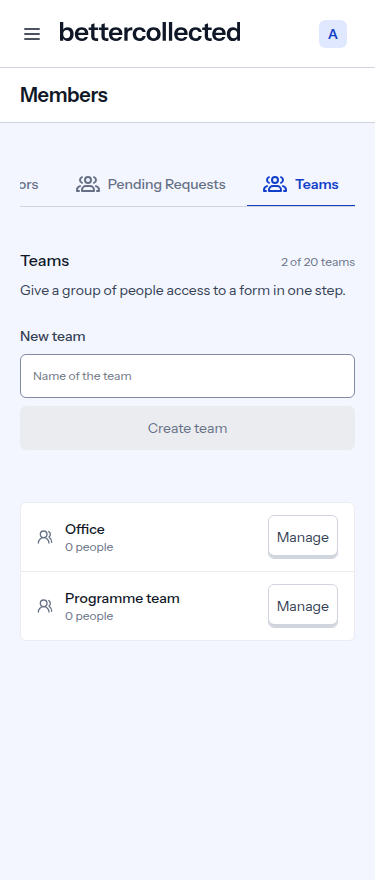 bettercollected
A
Members
ors
Pending Requests
Teams
Teams
2 of 20 teams
Give a group of people access to a form in one step.
New team
Name of the team
Create team
Office
0 people
Manage
Programme team
0 people
Manage